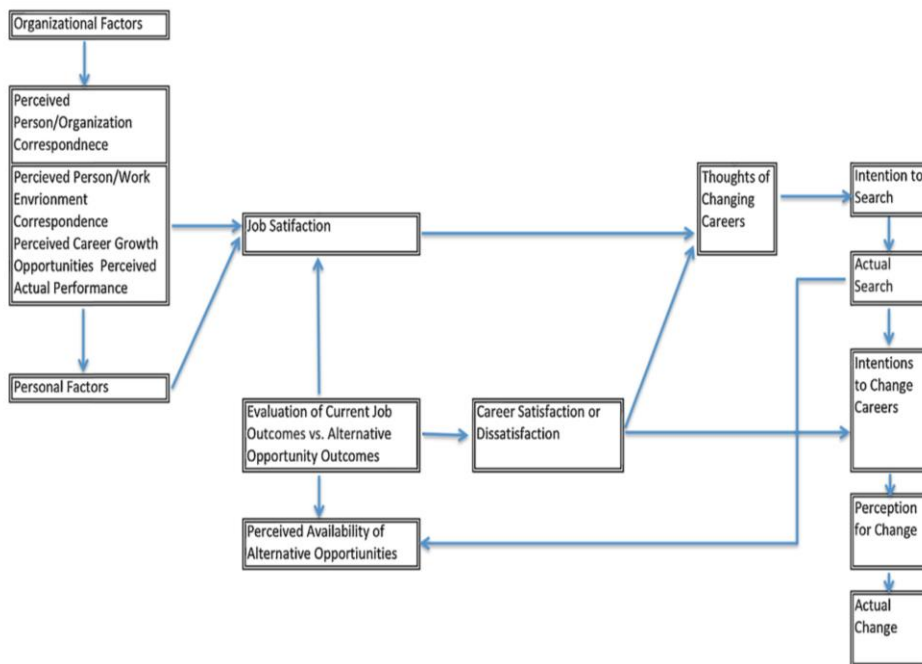 Organizational Factors
Perceived
Person/Organization
Correspondnece
Percieved Person/Work
Envrionment
Correspondence
Perceived Career Growth
Opportunities Perceived
Actual Performance
Personal Factors
Job Satifaction
Evaluation of Current Job
Outcomes vs. Alternative
Opportunity Outcomes
Perceived Availability of
Alternative Opportiunities
Career Satisfaction or
Dissatisfaction
Thoughts of
Changing
Careers
Intention to
Search
Actual
Search
Intentions
to Change
Careers
Perception
for Change
Actual
Change